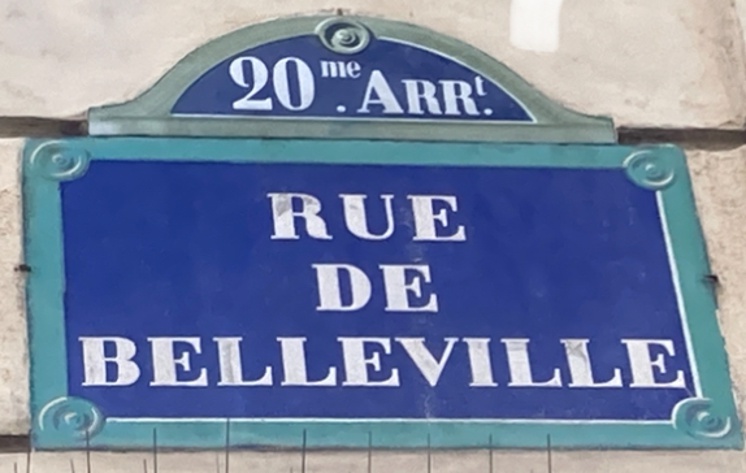 20me. ARRt.
RUE
DE
BELLEVILLE